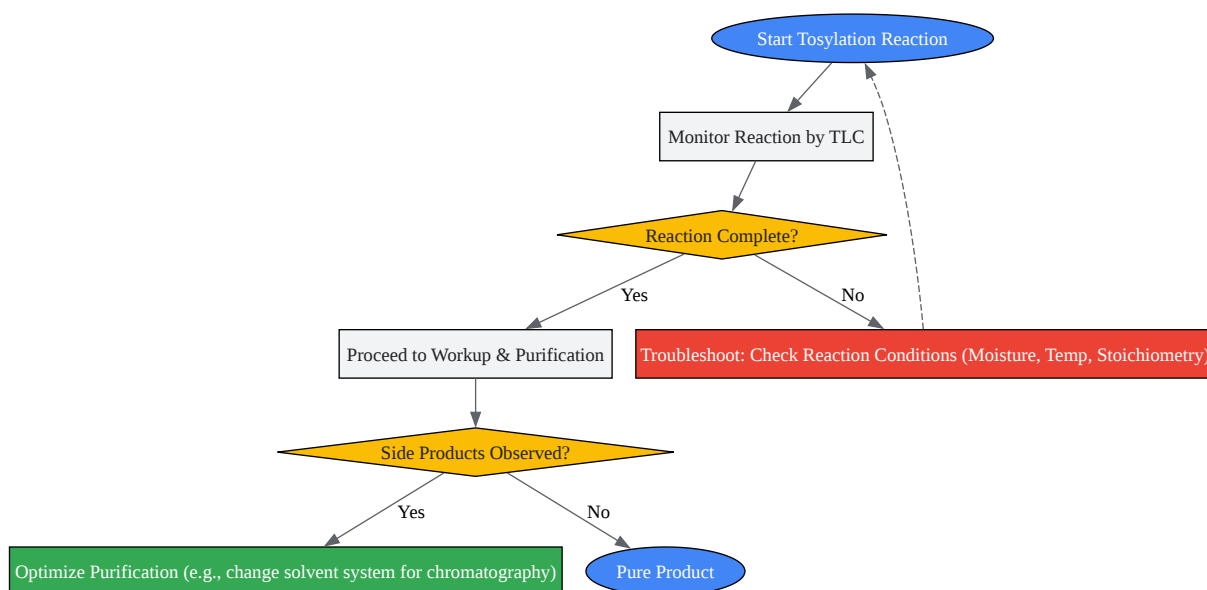 Start Tosylation Reaction
Monitor Reaction by TLC
Reaction Complete?
Yes
No
Proceed to Workup & Purification
Troubleshoot: Check Reaction Conditions (Moisture, Temp, Stoichiometry)
Side Products Observed?
Yes
No
Optimize Purification (e.g., change solvent system for chromatography)
Pure Product